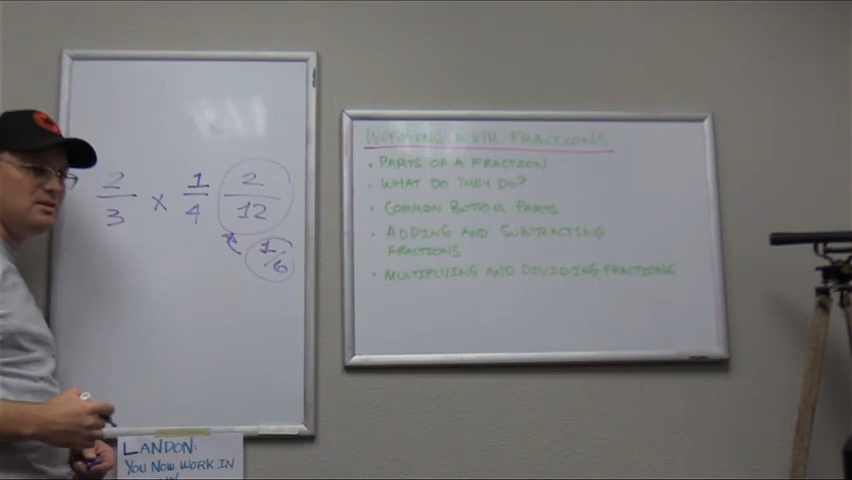 2/3 x 1/4 2/12
1/6
WORKING WITH FRACTIONS
• PARTS OF A FRACTION
• WHAT DO THEY DO?
• COMMON BOTTOM PARTS
• ADDING AND SUBTRACTING
FRACTIONS
• MULTIPLYING AND DIVIDING FRACTIONS
LANDON:
YOU NOW WORK IN